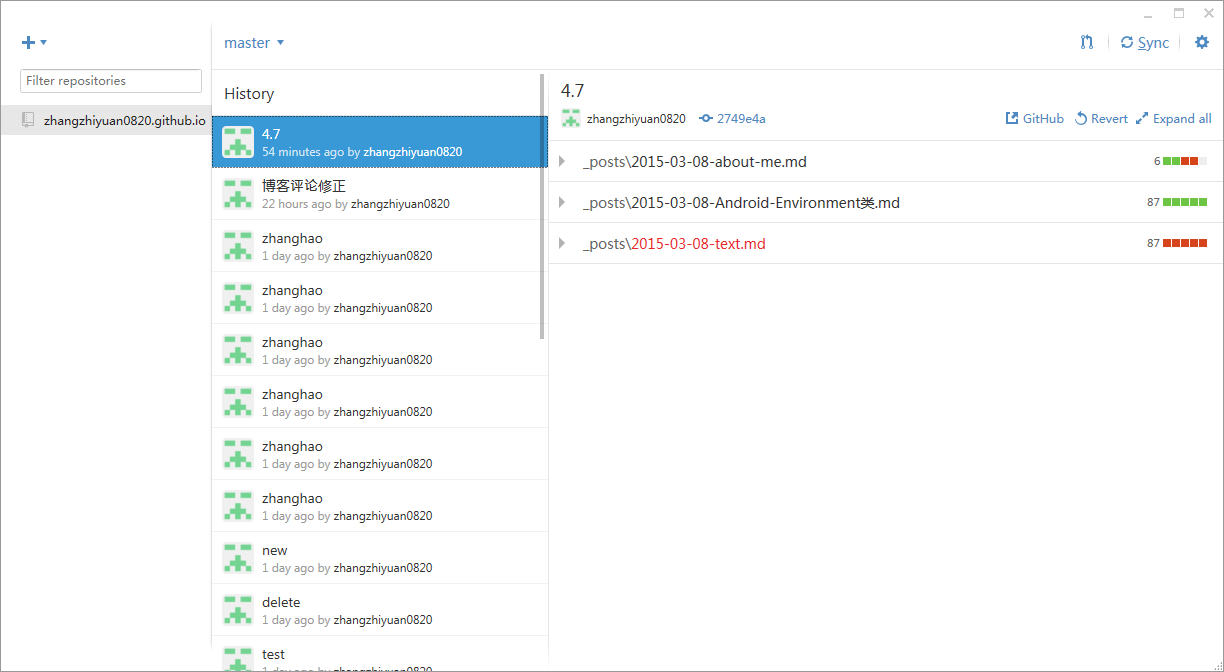 master
Sync
Filter repositories
zhangzhiyuan0820.github.io
History
4.7
54 minutes ago by zhangzhiyuan0820
博客评论修正
22 hours ago by zhangzhiyuan0820
zhanghao
1 day ago by zhangzhiyuan0820
zhanghao
1 day ago by zhangzhiyuan0820
zhanghao
1 day ago by zhangzhiyuan0820
zhanghao
1 day ago by zhangzhiyuan0820
zhanghao
1 day ago by zhangzhiyuan0820
zhanghao
1 day ago by zhangzhiyuan0820
new
1 day ago by zhangzhiyuan0820
delete
1 day ago by zhangzhiyuan0820
test
1 day ago by zhangzhiyuan0820
4.7
zhangzhiyuan0820 2749e4a GitHub Revert Expand all
_posts\2015-03-08-about-me.md 6
_posts\2015-03-08-Android-Environment类.md 87
_posts\2015-03-08-text.md 87